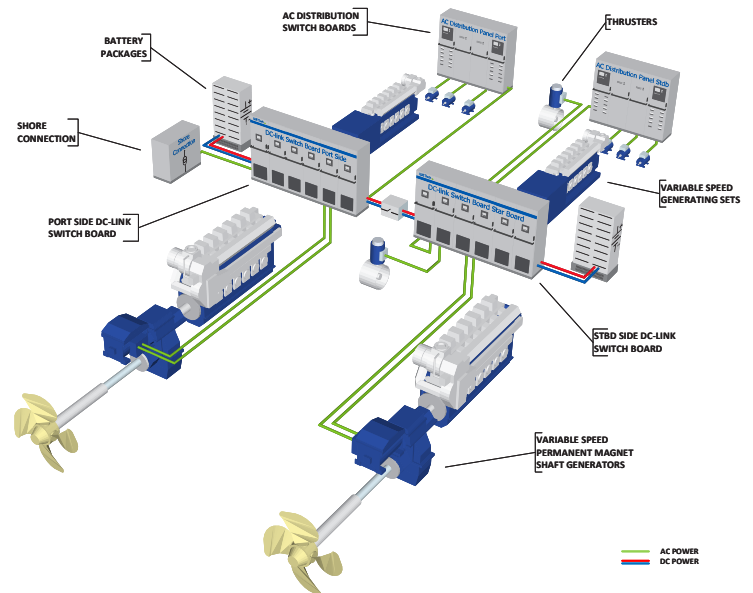 AC DISTRIBUTION
SWITCH BOARDS
THRUSTERS
BATTERY
PACKAGES
AC Distribution Panel Port
AC Distribution Panel Stdb
SHORE
CONNECTION
Shore
Connection
DC-link Switch Board Port Side
DC-link Switch Board Star Board
VARIABLE SPEED
GENERATING SETS
PORT SIDE DC-LINK
SWITCH BOARD
STBD SIDE DC-LINK
SWITCH BOARD
VARIABLE SPEED
PERMANENT MAGNET
SHAFT GENERATORS
AC POWER
DC POWER